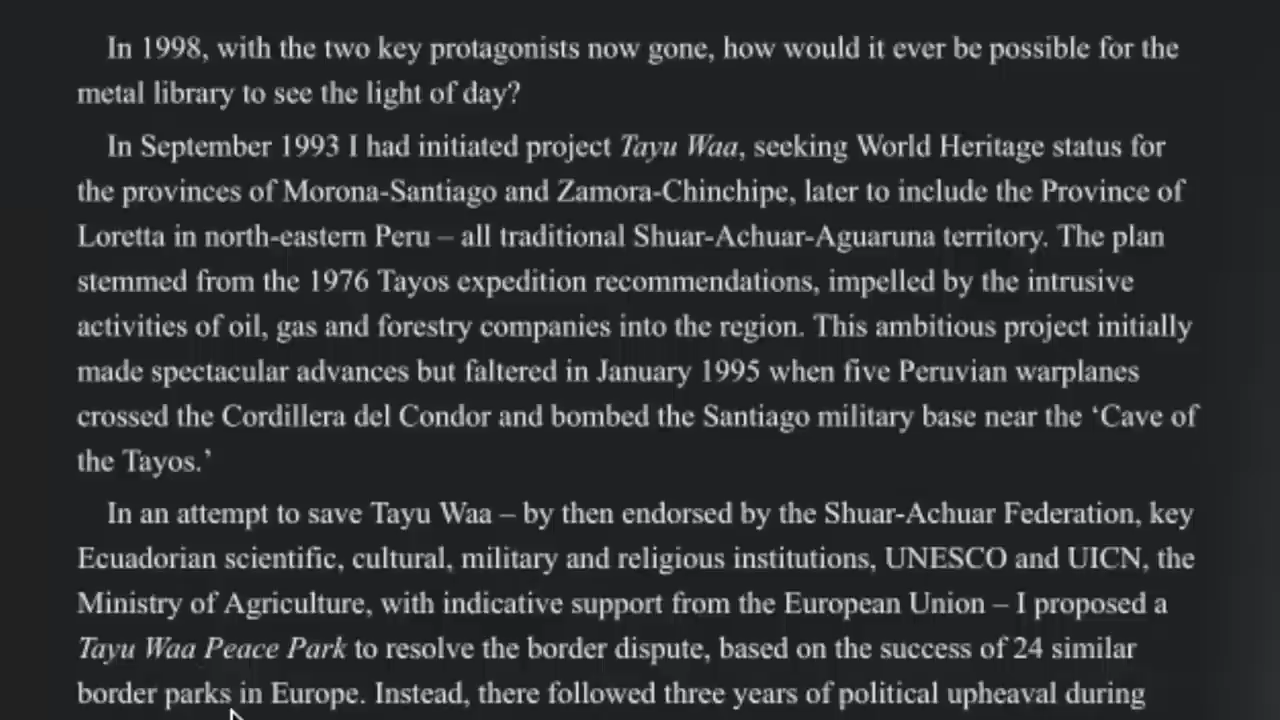 In 1998, with the two key protagonists now gone, how would it ever be possible for the
metal library to see the light of day?
In September 1993 I had initiated project Tayu Waa, seeking World Heritage status for
the provinces of Morona-Santiago and Zamora-Chinchipe, later to include the Province of
Loretta in north-eastern Peru – all traditional Shuar-Achuar-Aguaruna territory. The plan
stemmed from the 1976 Tayos expedition recommendations, impelled by the intrusive
activities of oil, gas and forestry companies into the region. This ambitious project initially
made spectacular advances but faltered in January 1995 when five Peruvian warplanes
crossed the Cordillera del Condor and bombed the Santiago military base near the ‘Cave of
the Tayos.’
In an attempt to save Tayu Waa – by then endorsed by the Shuar-Achuar Federation, key
Ecuadorian scientific, cultural, military and religious institutions, UNESCO and UICN, the
Ministry of Agriculture, with indicative support from the European Union – I proposed a
Tayu Waa Peace Park to resolve the border dispute, based on the success of 24 similar
border parks in Europe. Instead, there followed three years of political upheaval during